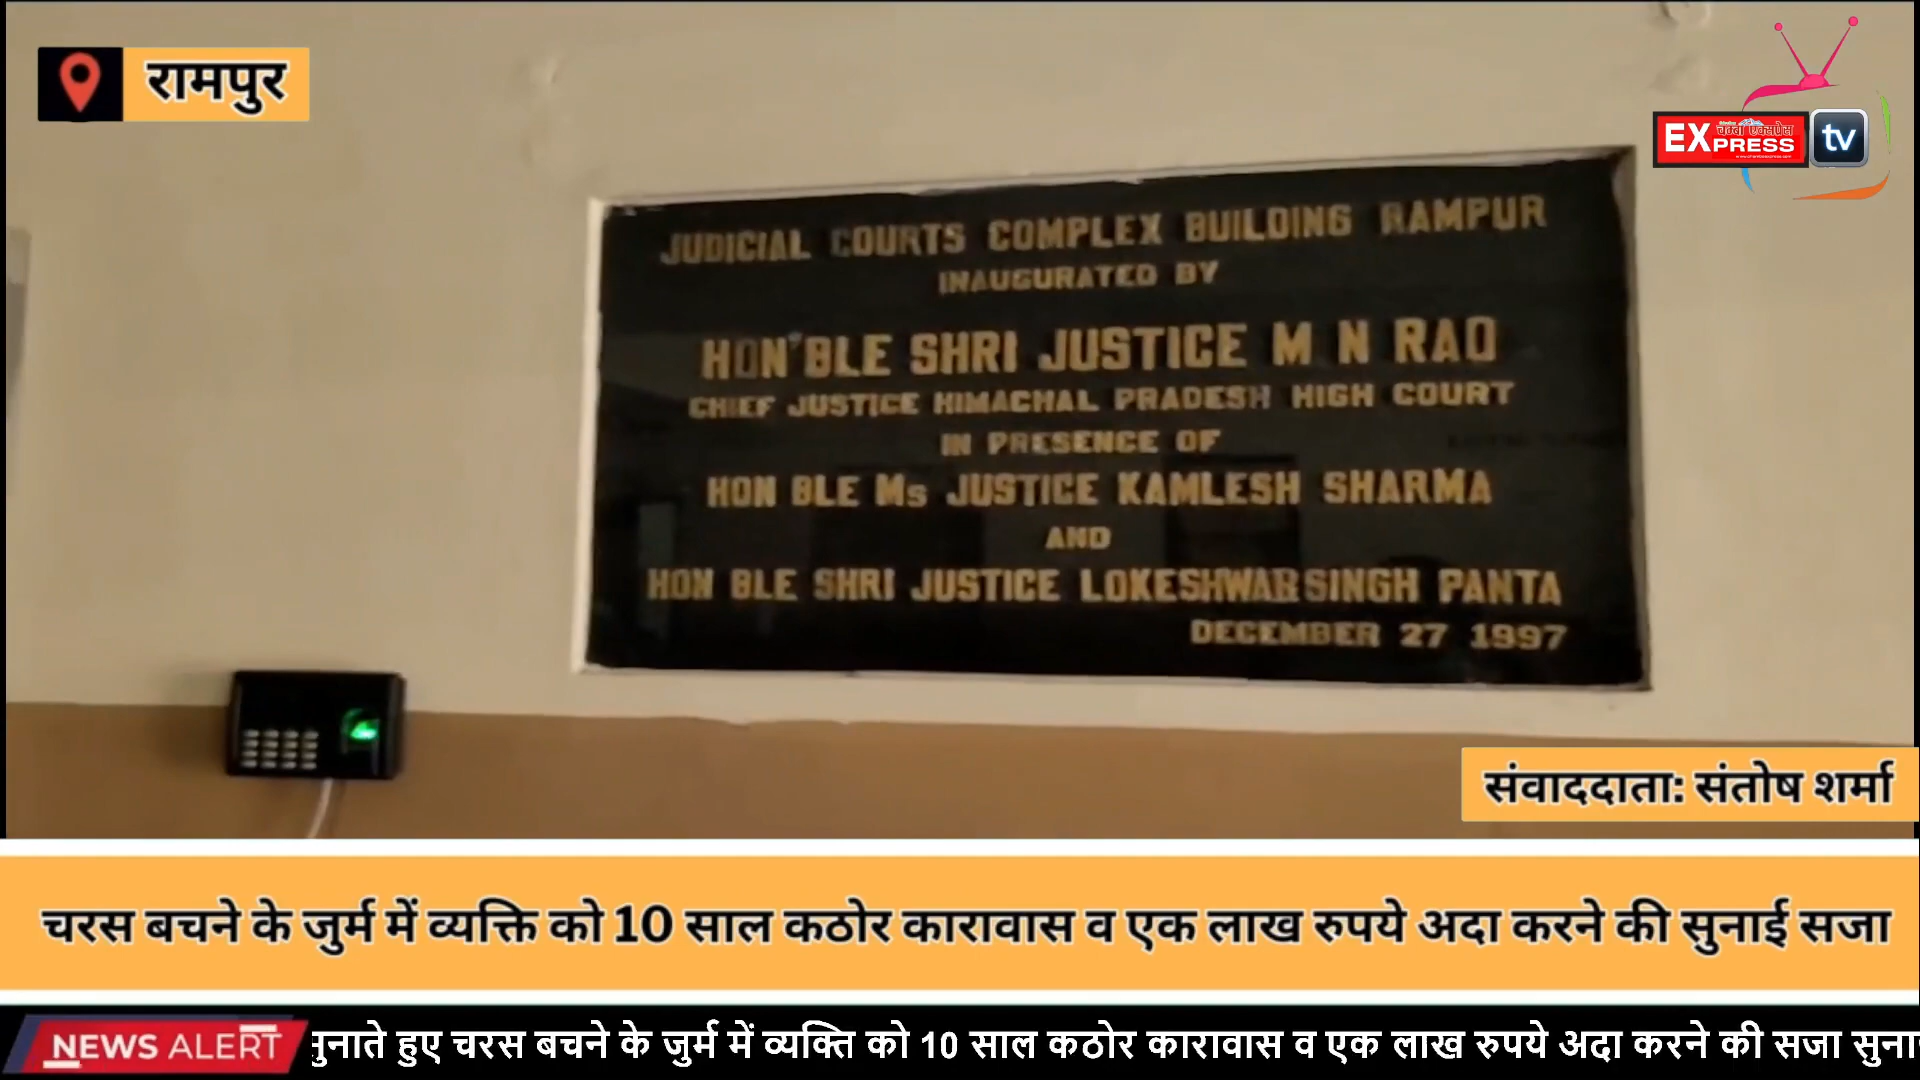 रामपुर
EXPRESS
चम्बा एक्सप्रेस
tv
JUDICIAL COURTS COMPLEX BUILDING RAMPUR
INAUGURATED BY
HON'BLE SHRI JUSTICE M N RAO
CHIEF JUSTICE HIMACHAL PRADESH HIGH COURT
IN PRESENCE OF
HON BLE Ms JUSTICE KAMLESH SHARMA
AND
HON BLE SHRI JUSTICE LOKESHWAR SINGH PANTA
DECEMBER 27 1997
संवाददाता: संतोष शर्मा
चरस बचने के जुर्म में व्यक्ति को 10 साल कठोर कारावास व एक लाख रुपये अदा करने की सुनाई सजा
NEWS ALERT
सुनाते हुए चरस बचने के जुर्म में व्यक्ति को 10 साल कठोर कारावास व एक लाख रुपये अदा करने की सजा सुना